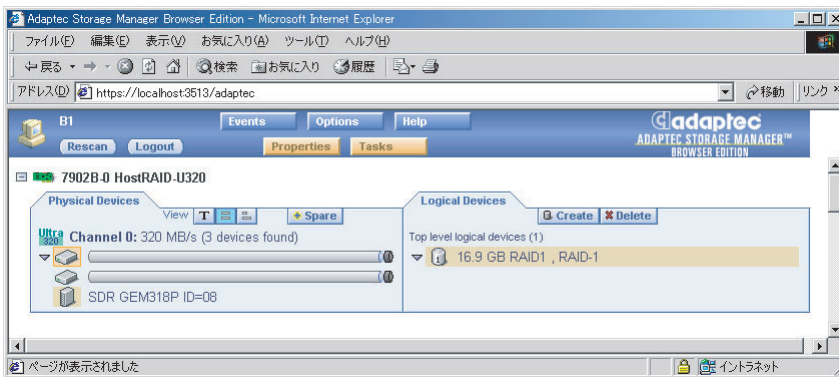 Adaptec Storage Manager Browser Edition - Microsoft Internet Explorer
ファイル(F) 編集(E) 表示(V) お気に入り(A) ツール(T) ヘルプ(H)
戻る 検索 お気に入り 履歴
アドレス(D) https://localhost:3513/adaptec 移動 リンク »
B1 Events Options Help adaptec
Rescan Logout Properties Tasks ADAPTEC STORAGE MANAGER™
BROWSER EDITION
7902B-0 HostRAID-U320
Physical Devices
View T Spare
Ultra 320 Channel 0: 320 MB/s (3 devices found)
SDR GEM318P ID=08
Logical Devices
Create Delete
Top level logical devices (1)
16.9 GB RAID1 , RAID-1
ページが表示されました イントラネット